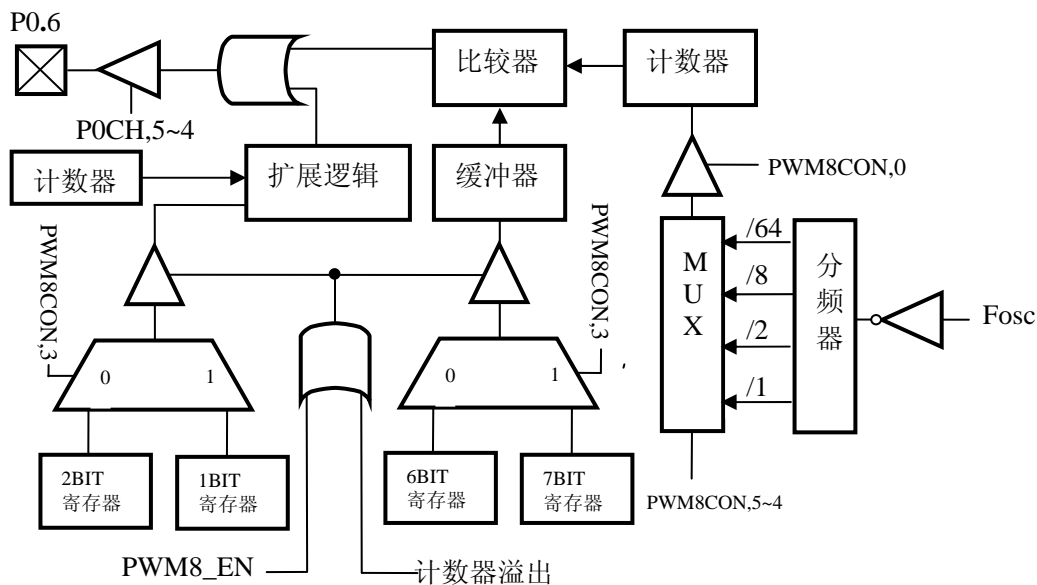 P0.6
比较器
计数器
P0CH,5~4
计数器
扩展逻辑
缓冲器
PWM8CON,0
PWM8CON,3
PWM8CON,3
MUX
/64
/8
/2
/1
分频器
Fosc
0
1
0
1
2BIT
寄存器
1BIT
寄存器
6BIT
寄存器
7BIT
寄存器
PWM8CON,5~4
PWM8_EN
计数器溢出